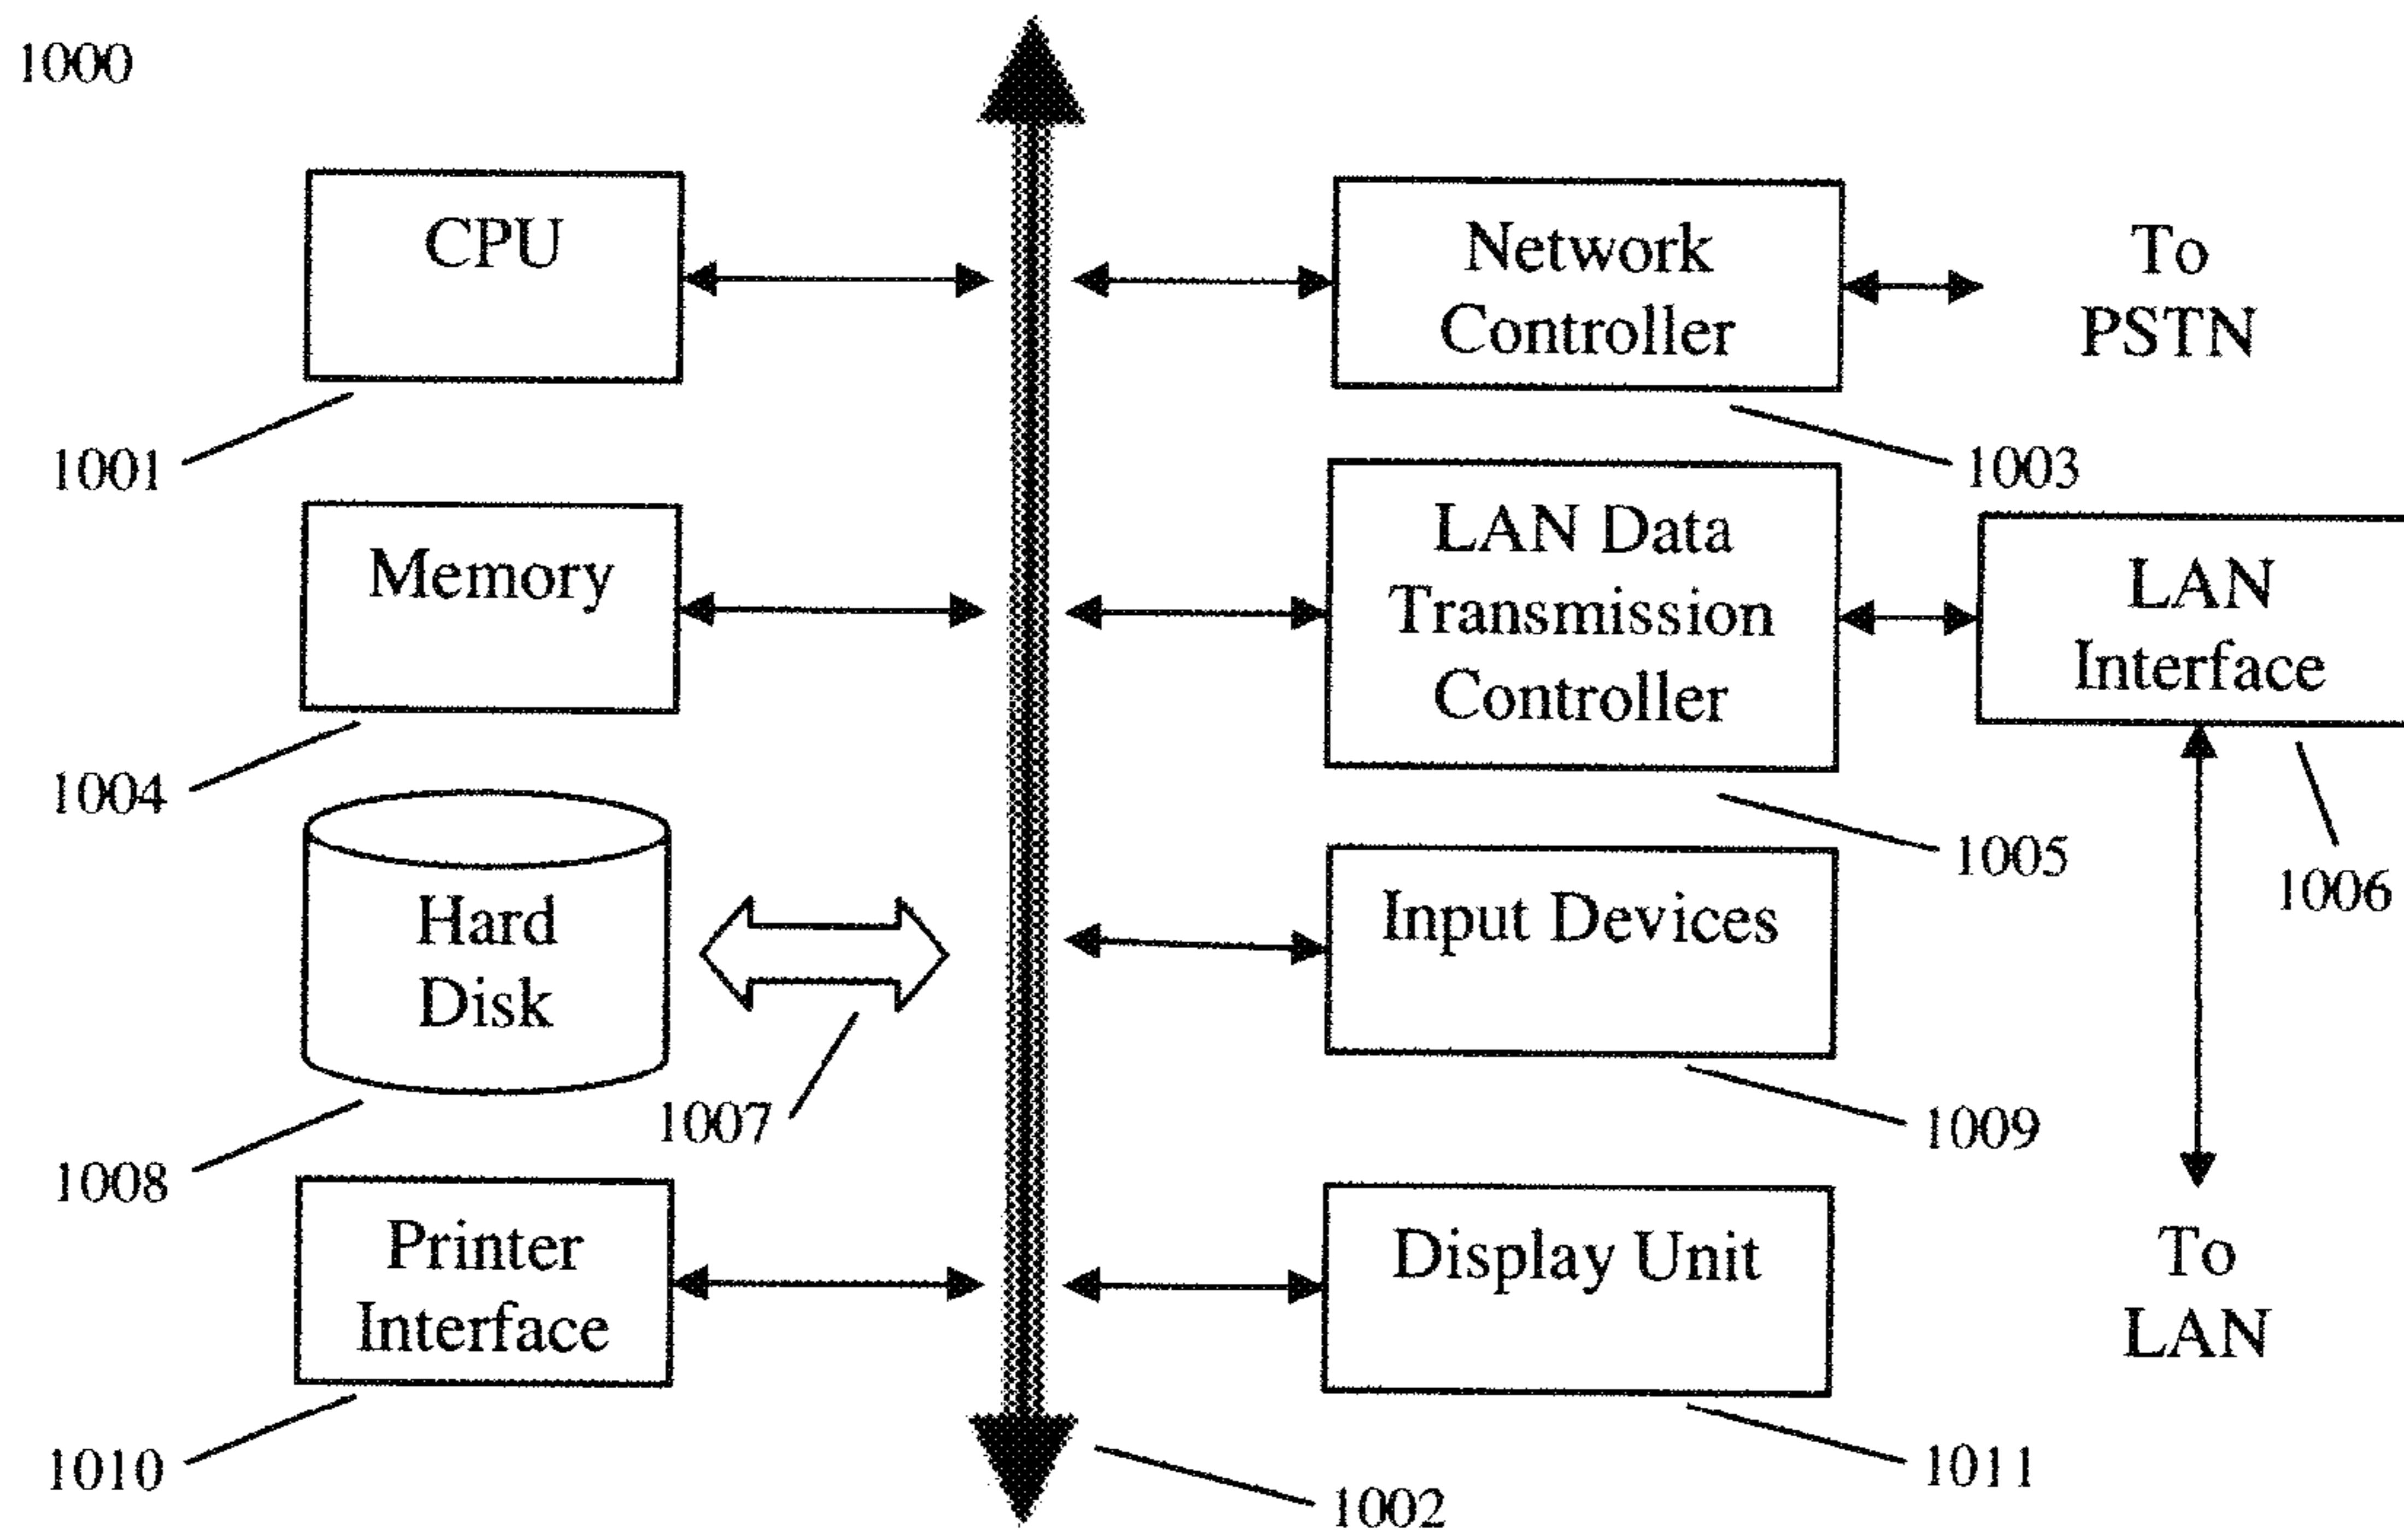 1000
CPU
Network
Controller
To
PSTN
1001
1003
Memory
LAN Data
Transmission
Controller
LAN
Interface
1004
1005
1006
Hard
Disk
Input Devices
1007
1009
1008
Printer
Interface
Display Unit
To
LAN
1010
1011
1002